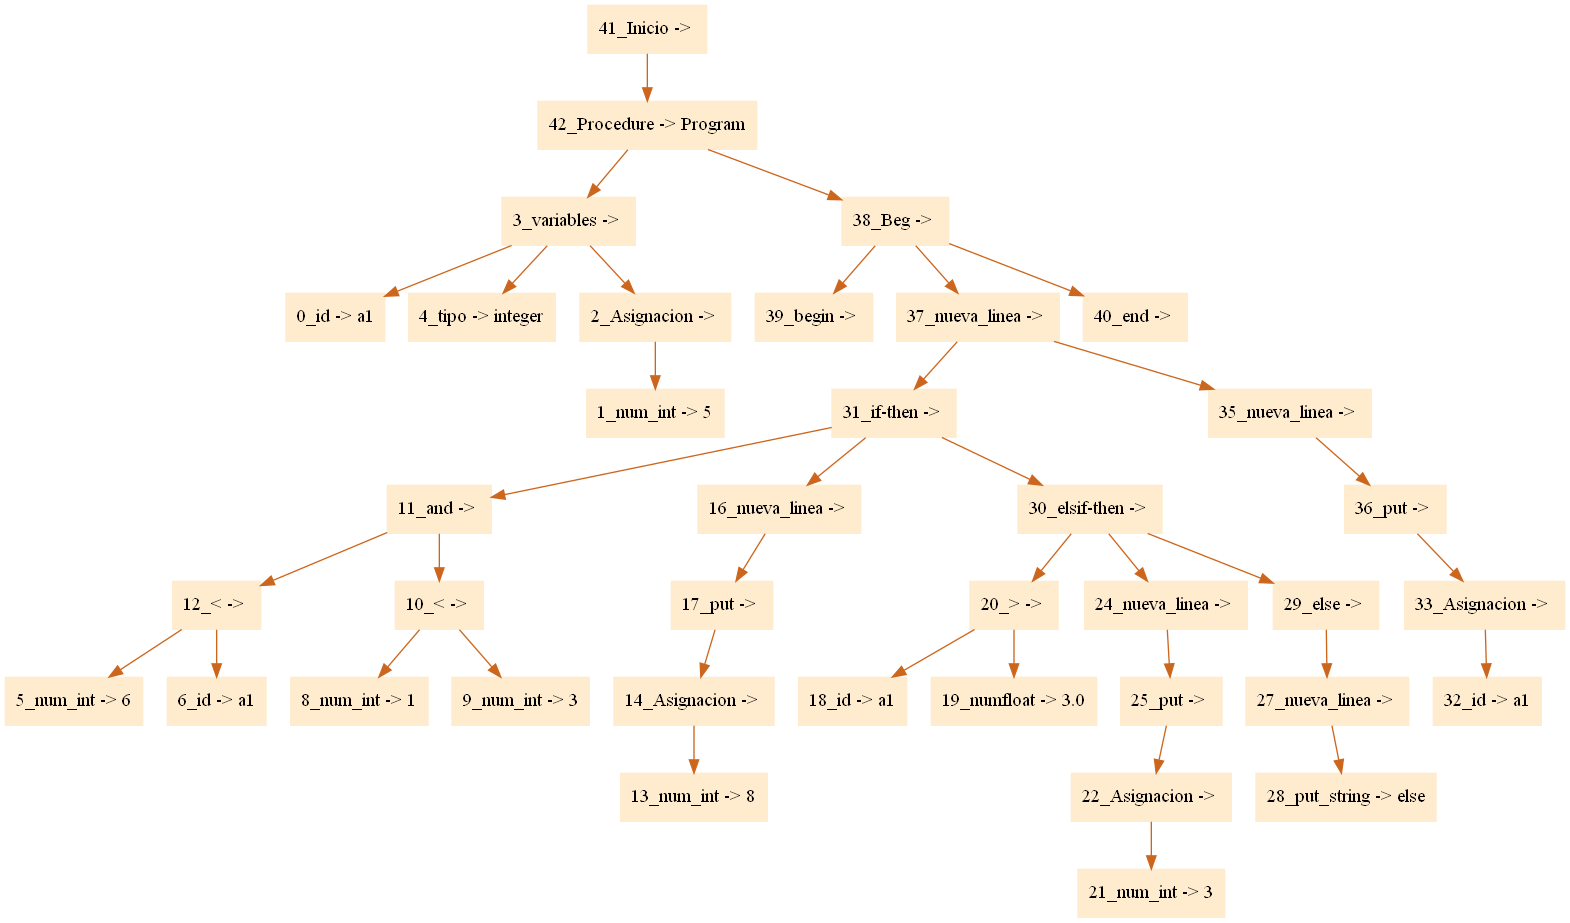 41_Inicio ->
42_Procedure -> Program
3_variables ->
38_Beg ->
0_id -> a1
4_tipo -> integer
2_Asignacion ->
39_begin ->
37_nueva_linea ->
40_end ->
1_num_int -> 5
31_if-then ->
35_nueva_linea ->
11_and ->
16_nueva_linea ->
30_elsif-then ->
36_put ->
12_< ->
10_< ->
17_put ->
20_> ->
24_nueva_linea ->
29_else ->
33_Asignacion ->
5_num_int -> 6
6_id -> a1
8_num_int -> 1
9_num_int -> 3
14_Asignacion ->
18_id -> a1
19_numfloat -> 3.0
25_put ->
27_nueva_linea ->
32_id -> a1
13_num_int -> 8
22_Asignacion ->
28_put_string -> else
21_num_int -> 3